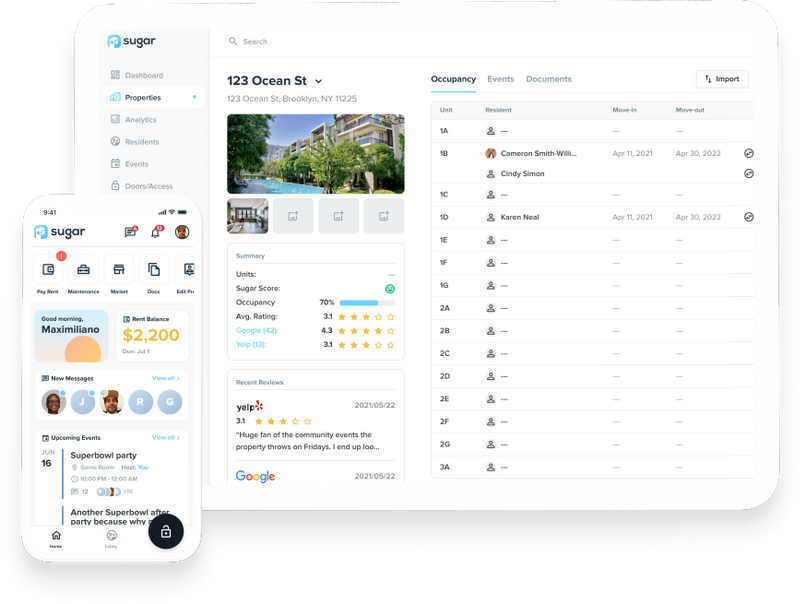 sugar
Search
Dashboard
Properties
Analytics
Residents
Events
Doors/Access
123 Ocean St
123 Ocean St, Brooklyn, NY 11225
Summary
Units: ---
Sugar Score:
Occupancy 70%
Avg. Rating: 3.1
Google (42): 4.3
Yelp (13): 3.1
Recent Reviews
yelp 2021/05/22
3.1
"Huge fan of the community events the
property throws on Fridays. I end up loo...
Google 2021/05/22
Occupancy Events Documents Import
Unit Resident Move-in Move-out
1A --- --- ---
1B Cameron Smith-Willi... Apr 11, 2021 Apr 30, 2022
Cindy Simon
1C --- --- ---
1D Karen Neal Apr 11, 2021 Apr 30, 2022
1E --- --- ---
1F --- --- ---
1G --- --- ---
2A --- --- ---
2B --- --- ---
2C --- --- ---
2D --- --- ---
2E --- --- ---
2F --- --- ---
2G --- --- ---
3A --- --- ---
9:41
sugar
Pay Rent Maintenance Market Docs Edit Pr
Good morning,
Maximiliano
Rent Balance
$2,200
Due: Jul 1
New Messages View all
J R G
Upcoming Events View all
JUN
16
Superbowl party
Game Room Host: You
10:00 PM - 12:00 AM
12 +18
Another Superbowl after
party because why
Home Lobby